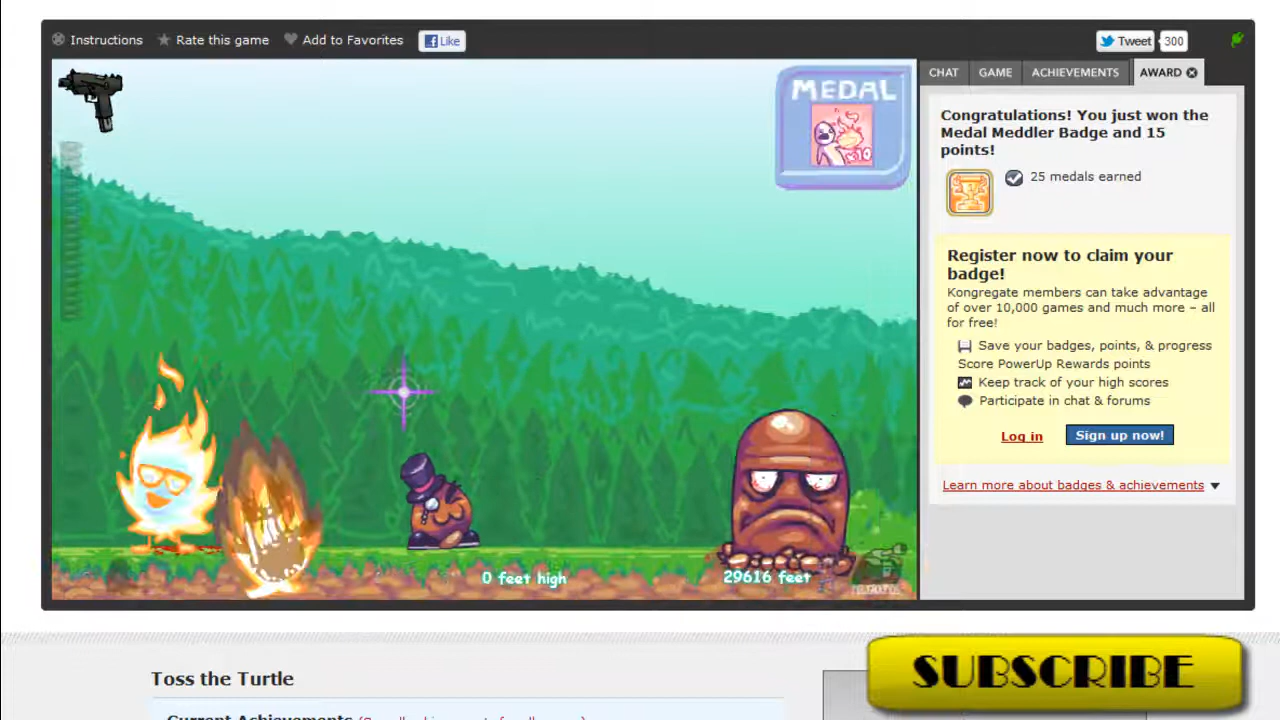 Instructions
Rate this game
Add to Favorites
Like
Tweet
300
CHAT
GAME
ACHIEVEMENTS
AWARD
MEDAL
x10
Congratulations! You just won the
Medal Meddler Badge and 15
points!
25 medals earned
Register now to claim your
badge!
Kongregate members can take advantage
of over 10,000 games and much more – all
for free!
Save your badges, points, & progress
Score PowerUp Rewards points
Keep track of your high scores
Participate in chat & forums
Log in
Sign up now!
Learn more about badges & achievements
0 feet high
29616 feet
Toss the Turtle
SUBSCRIBE
Current Achievements